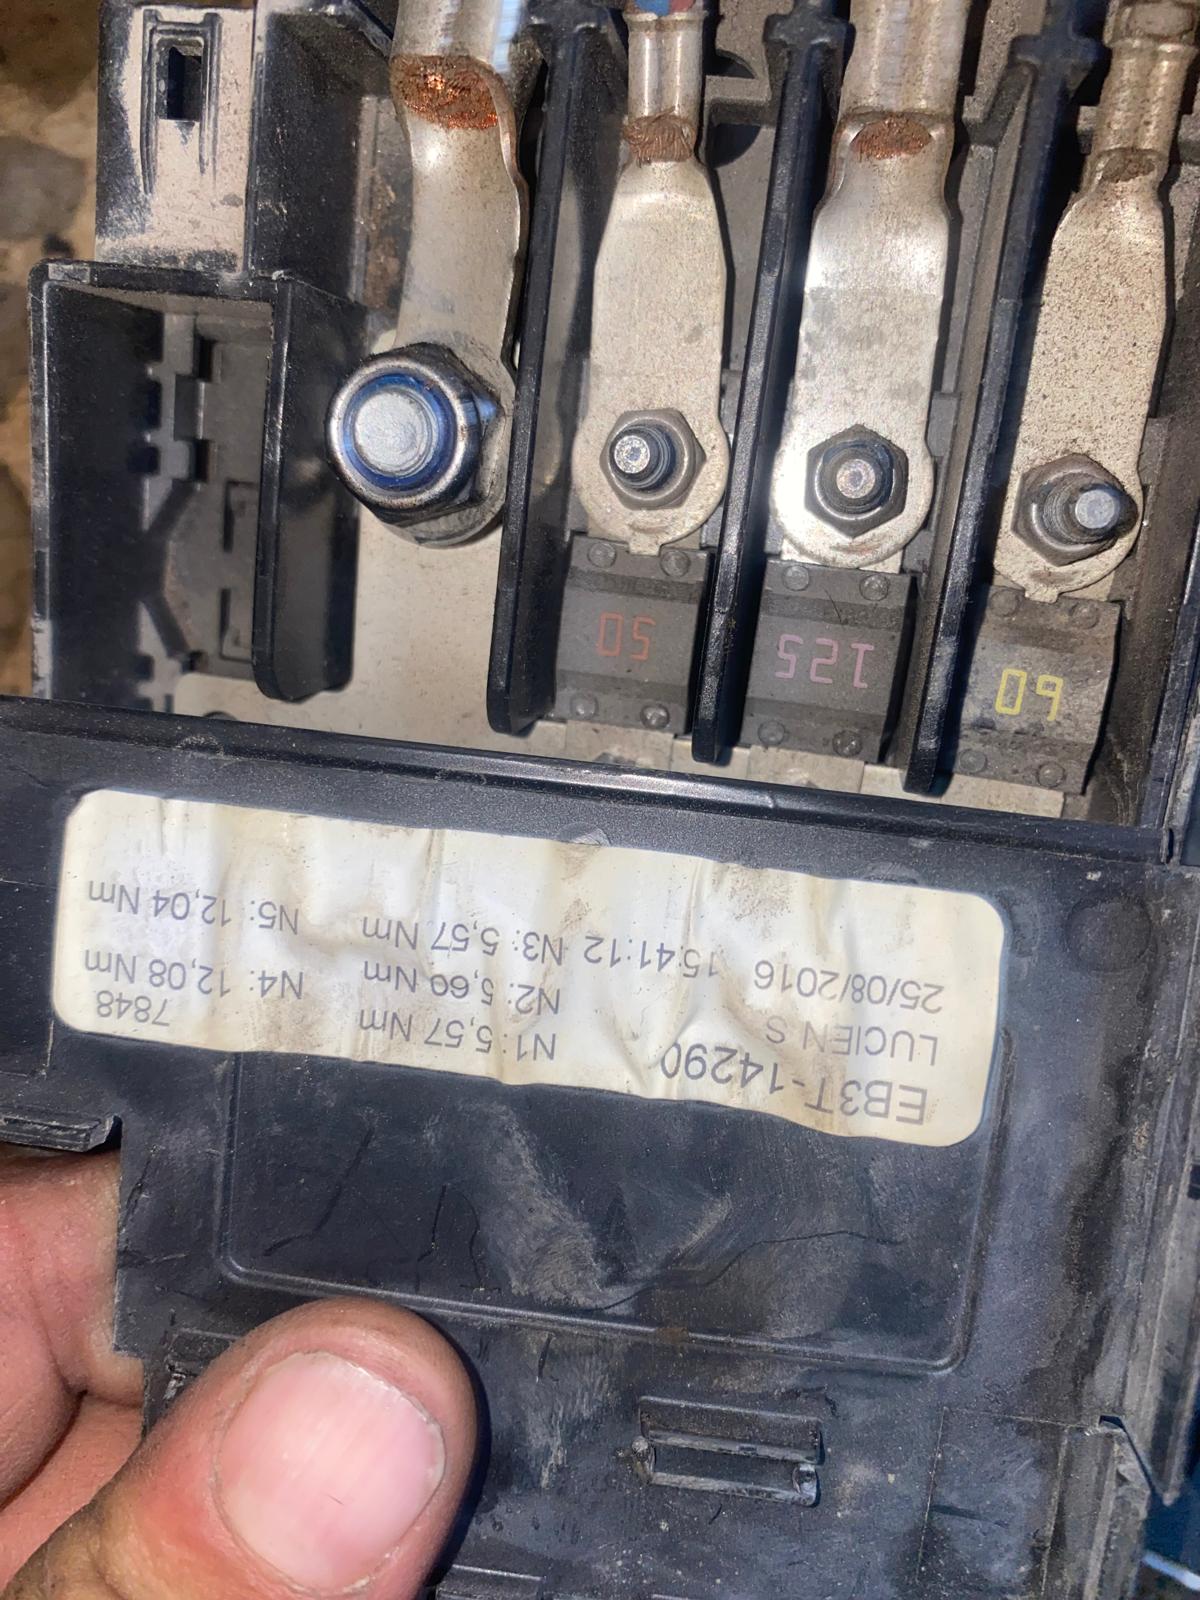 EB3T-14290 N1: 5,57 Nm 7848
LUCIEN S N2: 5,60 Nm N4: 12,08 Nm
25/08/2016 15:41:12 N3: 5,57 Nm N5: 12,04 Nm
60
125
50